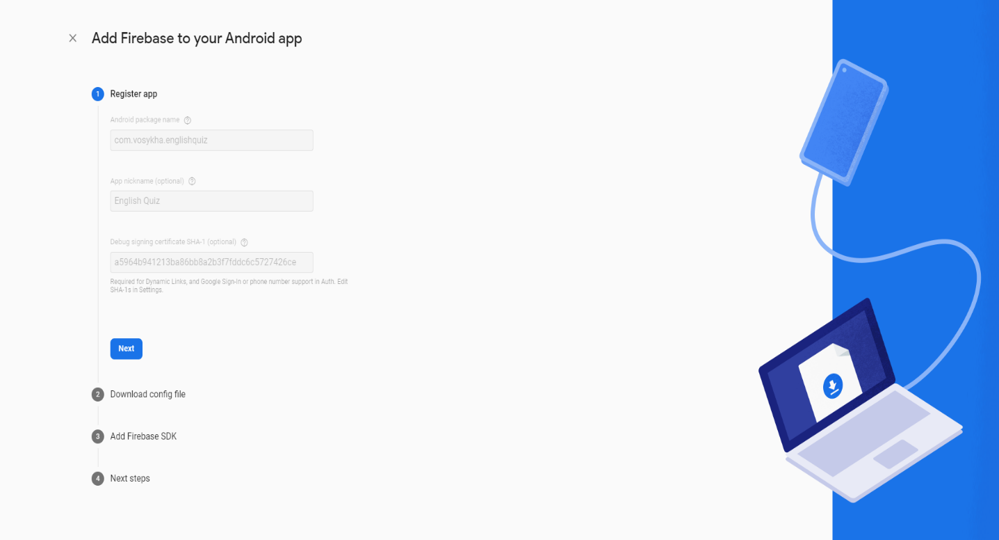 Add Firebase to your Android app
1 Register app
Android package name
com.vosykha.englishquiz
App nickname (optional)
English Quiz
Debug signing certificate SHA-1 (optional)
a5964b941213ba86bb8a2b3f7fddc6c5727426ce
Required for Dynamic Links, and Google Sign-In or phone number support in Auth. Edit
SHA-1s in Settings.
Next
2 Download config file
3 Add Firebase SDK
4 Next steps